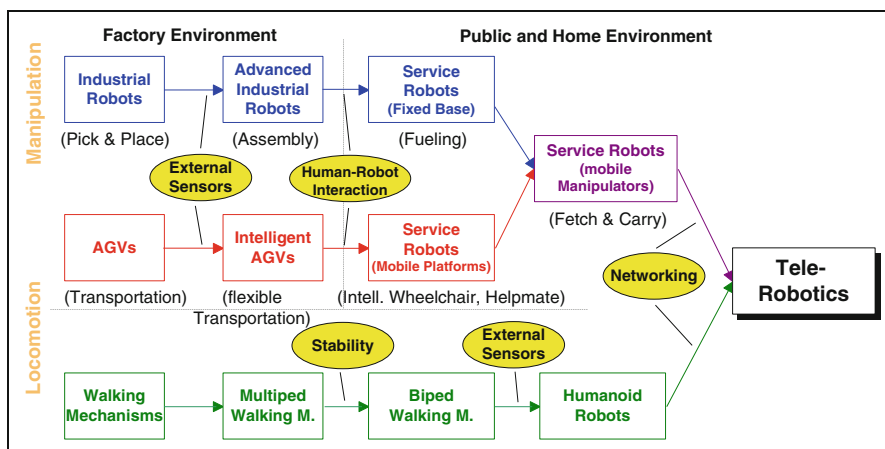 Factory Environment
Public and Home Environment
Manipulation
Industrial
Robots
(Pick & Place)
Advanced
Industrial
Robots
(Assembly)
Service
Robots
(Fixed Base)
(Fueling)
Service Robots
(mobile
Manipulators)
(Fetch & Carry)
External
Sensors
Human-Robot
Interaction
AGVs
(Transportation)
Intelligent
AGVs
(flexible
Transportation)
Service
Robots
(Mobile Platforms)
(Intell. Wheelchair, Helpmate)
Networking
Tele-
Robotics
Locomotion
Stability
External
Sensors
Walking
Mechanisms
Multiped
Walking M.
Biped
Walking M.
Humanoid
Robots